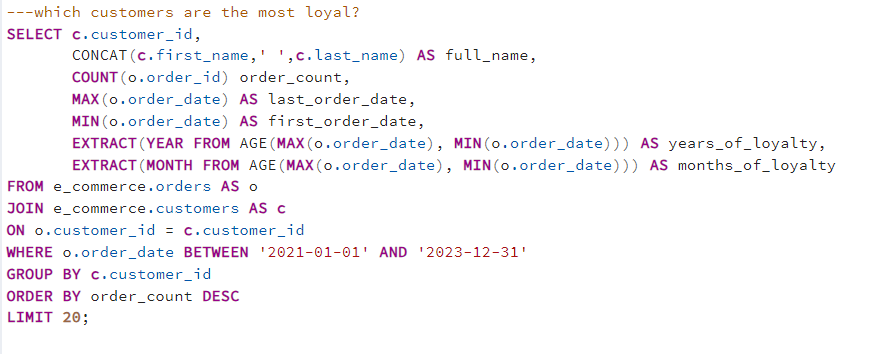 ---which customers are the most loyal?
SELECT c.customer_id,
CONCAT(c.first_name,' ',c.last_name) AS full_name,
COUNT(o.order_id) order_count,
MAX(o.order_date) AS last_order_date,
MIN(o.order_date) AS first_order_date,
EXTRACT(YEAR FROM AGE(MAX(o.order_date), MIN(o.order_date))) AS years_of_loyalty,
EXTRACT(MONTH FROM AGE(MAX(o.order_date), MIN(o.order_date))) AS months_of_loyalty
FROM e_commerce.orders AS o
JOIN e_commerce.customers AS c
ON o.customer_id = c.customer_id
WHERE o.order_date BETWEEN '2021-01-01' AND '2023-12-31'
GROUP BY c.customer_id
ORDER BY order_count DESC
LIMIT 20;